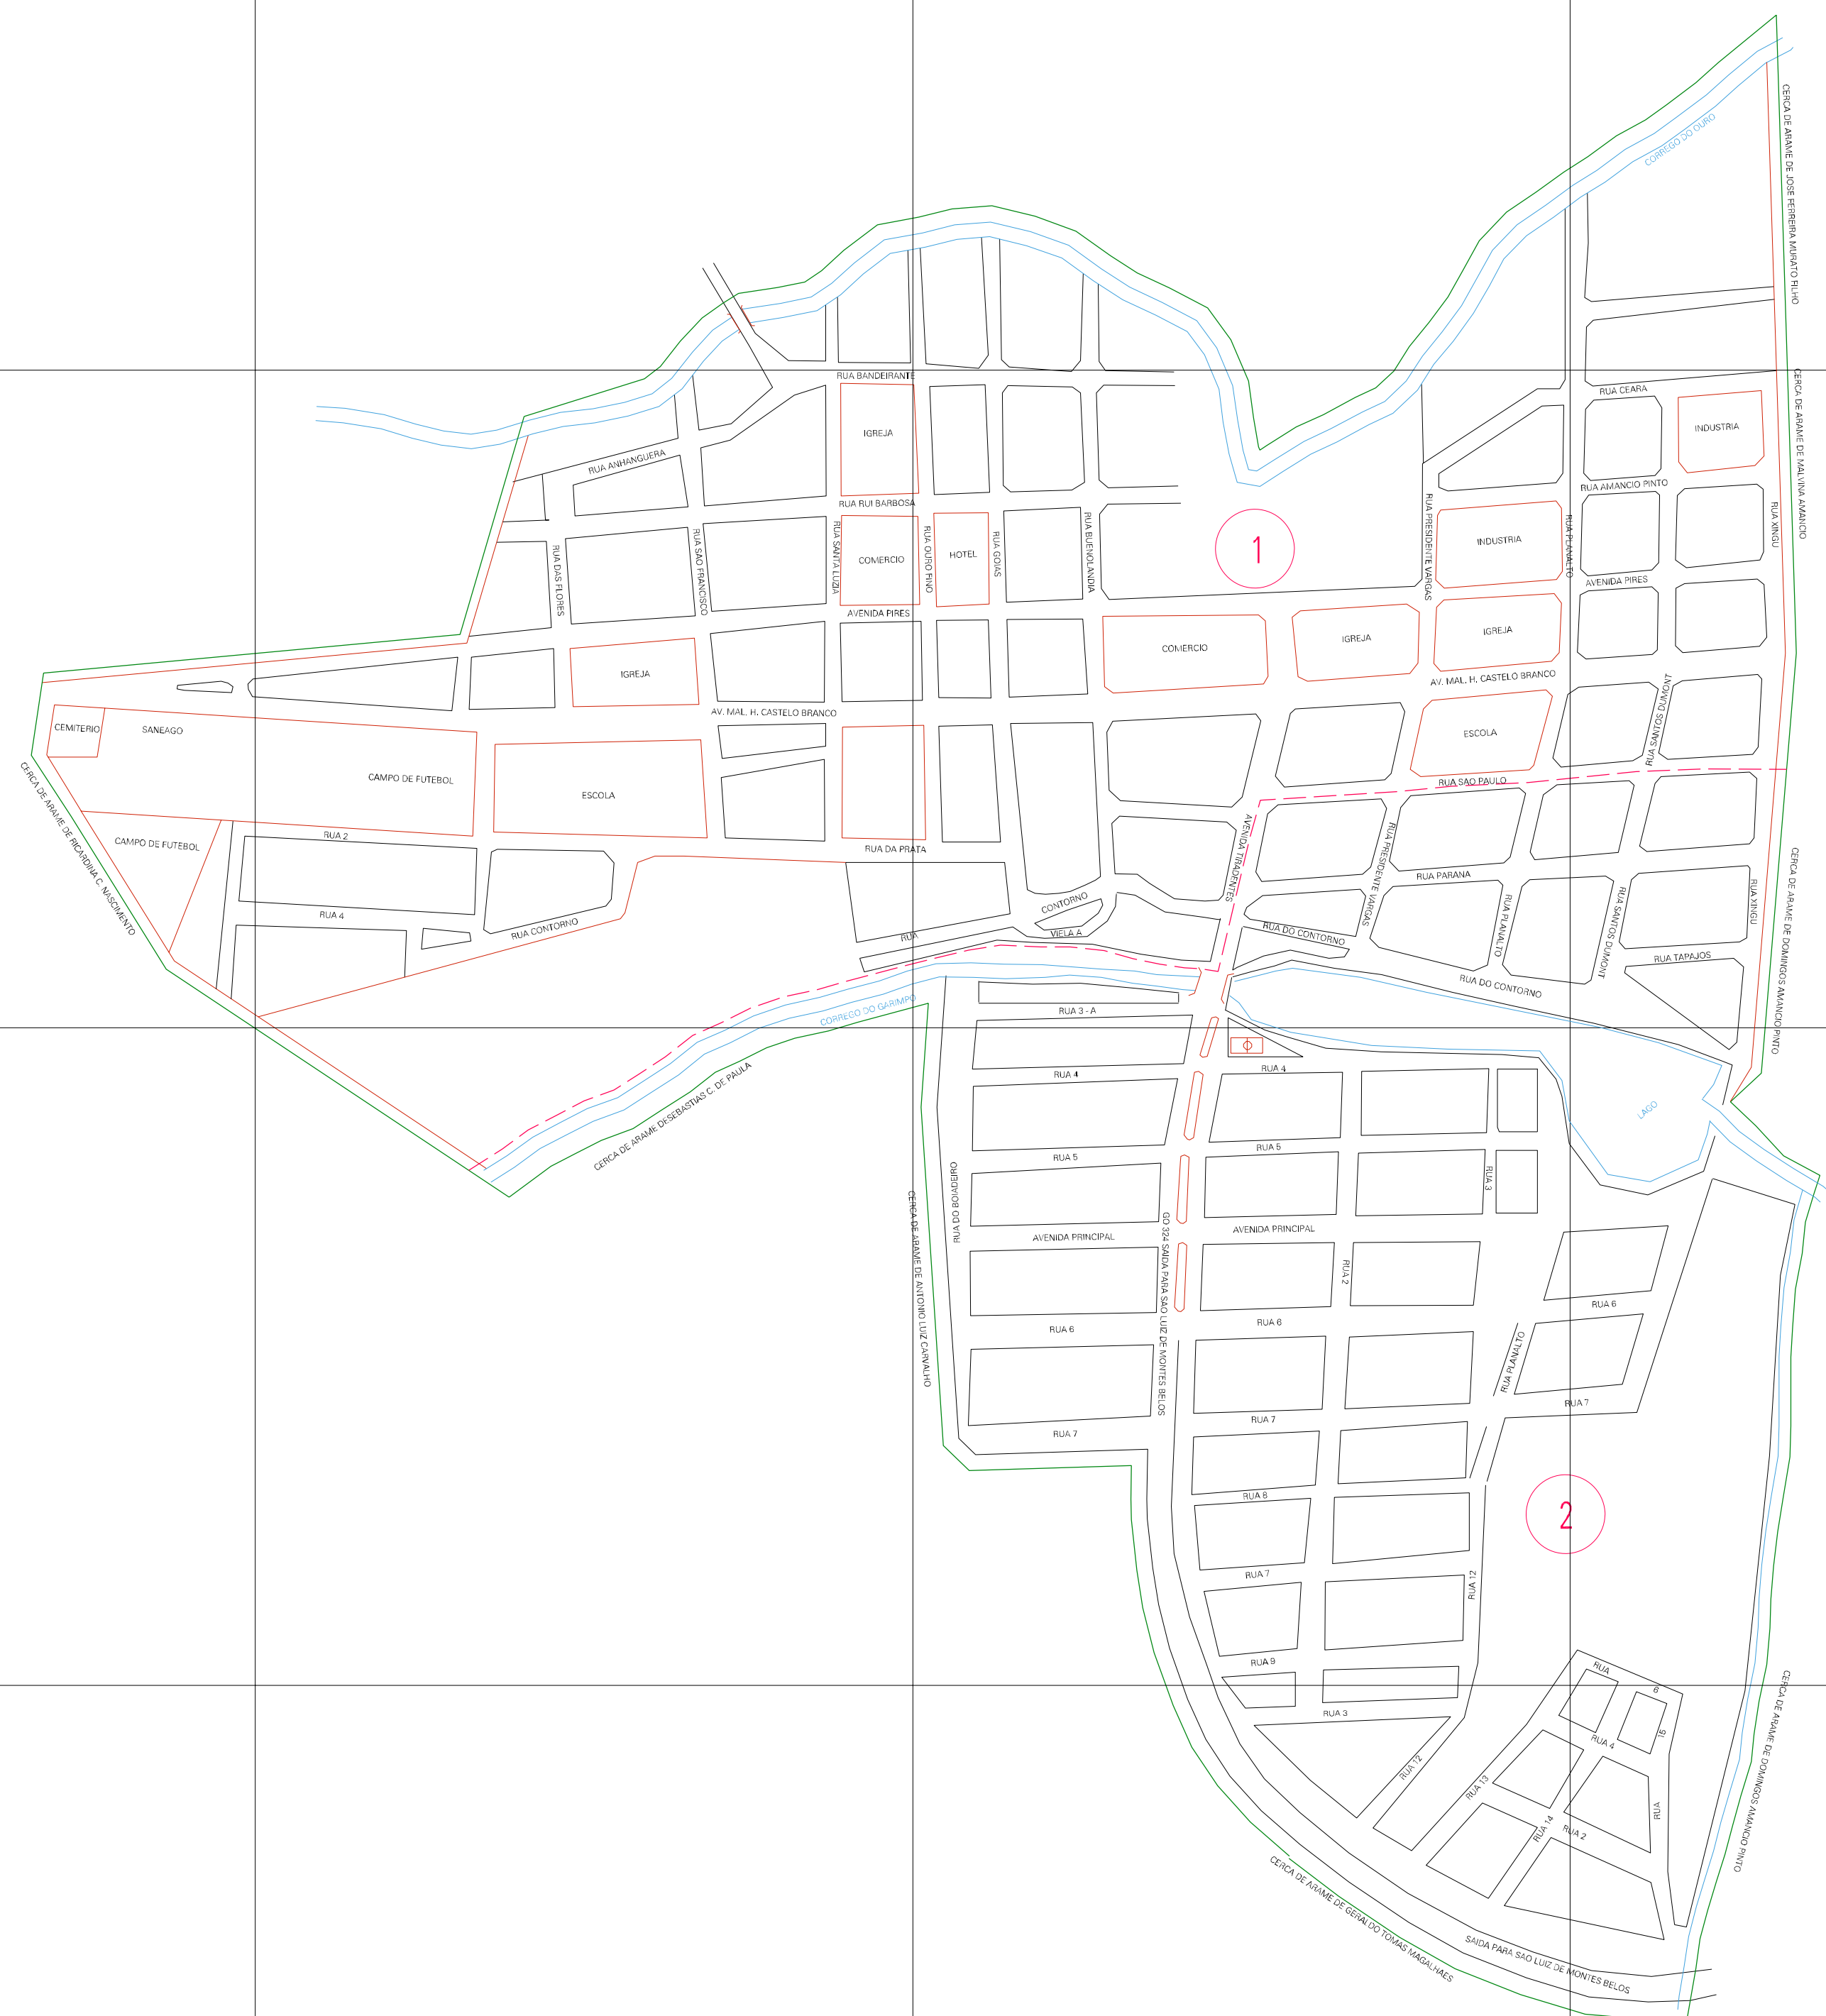 CORREGO DO OURO
CERCA DE ARAME DE JOSE FERREIRA MURATO FILHO
RUA BANDEIRANTE
RUA CEARA
CERCA DE ARAME DE MALVINA AMANCIO
IGREJA
INDUSTRIA
RUA ANHANGUERA
RUA AMANCIO PINTO
RUA RUI BARBOSA
RUA DAS FLORES
RUA SAO FRANCISCO
RUA SANTA LUZIA
COMERCIO
RUA OURO FINO
HOTEL
RUA GOIAS
RUA BUENOLANDIA
1
RUA PRESIDENTE VARGAS
INDUSTRIA
RUA PLANALTO
RUA XINGU
AVENIDA PIRES
AVENIDA PIRES
IGREJA
COMERCIO
IGREJA
IGREJA
AV. MAL. H. CASTELO BRANCO
AV. MAL. H. CASTELO BRANCO
RUA SANTOS DUMONT
CEMITERIO
SANEAGO
ESCOLA
CAMPO DE FUTEBOL
ESCOLA
RUA SAO PAULO
CERCA DE ARAME DE RICARDINA C. NASCIMENTO
RUA 2
CAMPO DE FUTEBOL
RUA DA PRATA
AVENIDA TIRADENTES
RUA PRESIDENTE VARGAS
RUA PARANA
RUA PLANALTO
RUA SANTOS DUMONT
RUA XINGU
CERCA DE ARAME DE DOMINGOS AMANCIO PINTO
RUA 4
RUA CONTORNO
RUA
CONTORNO
VIELA A
RUA DO CONTORNO
RUA TAPAJOS
RUA DO CONTORNO
CORREGO DO GARIMPO
RUA 3 - A
RUA 4
RUA 4
CERCA DE ARAME DESEBASTIAS C. DE PAULA
LAGO
RUA 5
RUA 5
RUA 3
RUA DO BOIADEIRO
CERCA DE ARAME DE ANTONIO LUIZ CARVALHO
AVENIDA PRINCIPAL
AVENIDA PRINCIPAL
GO 324 SAIDA PARA SAO LUIZ DE MONTES BELOS
RUA 2
RUA 6
RUA 6
RUA 6
RUA PLANALTO
RUA 7
RUA 7
RUA 7
RUA 8
2
RUA 7
RUA 12
RUA 9
RUA
6
15
RUA 3
RUA 4
RUA 12
RUA 13
RUA 14
RUA 2
RUA
CERCA DE ARAME DE DOMINGOS AMANCIO PINTO
CERCA DE ARAME DE GERALDO TOMAS MAGALHAES
SAIDA PARA SAO LUIZ DE MONTES BELOS